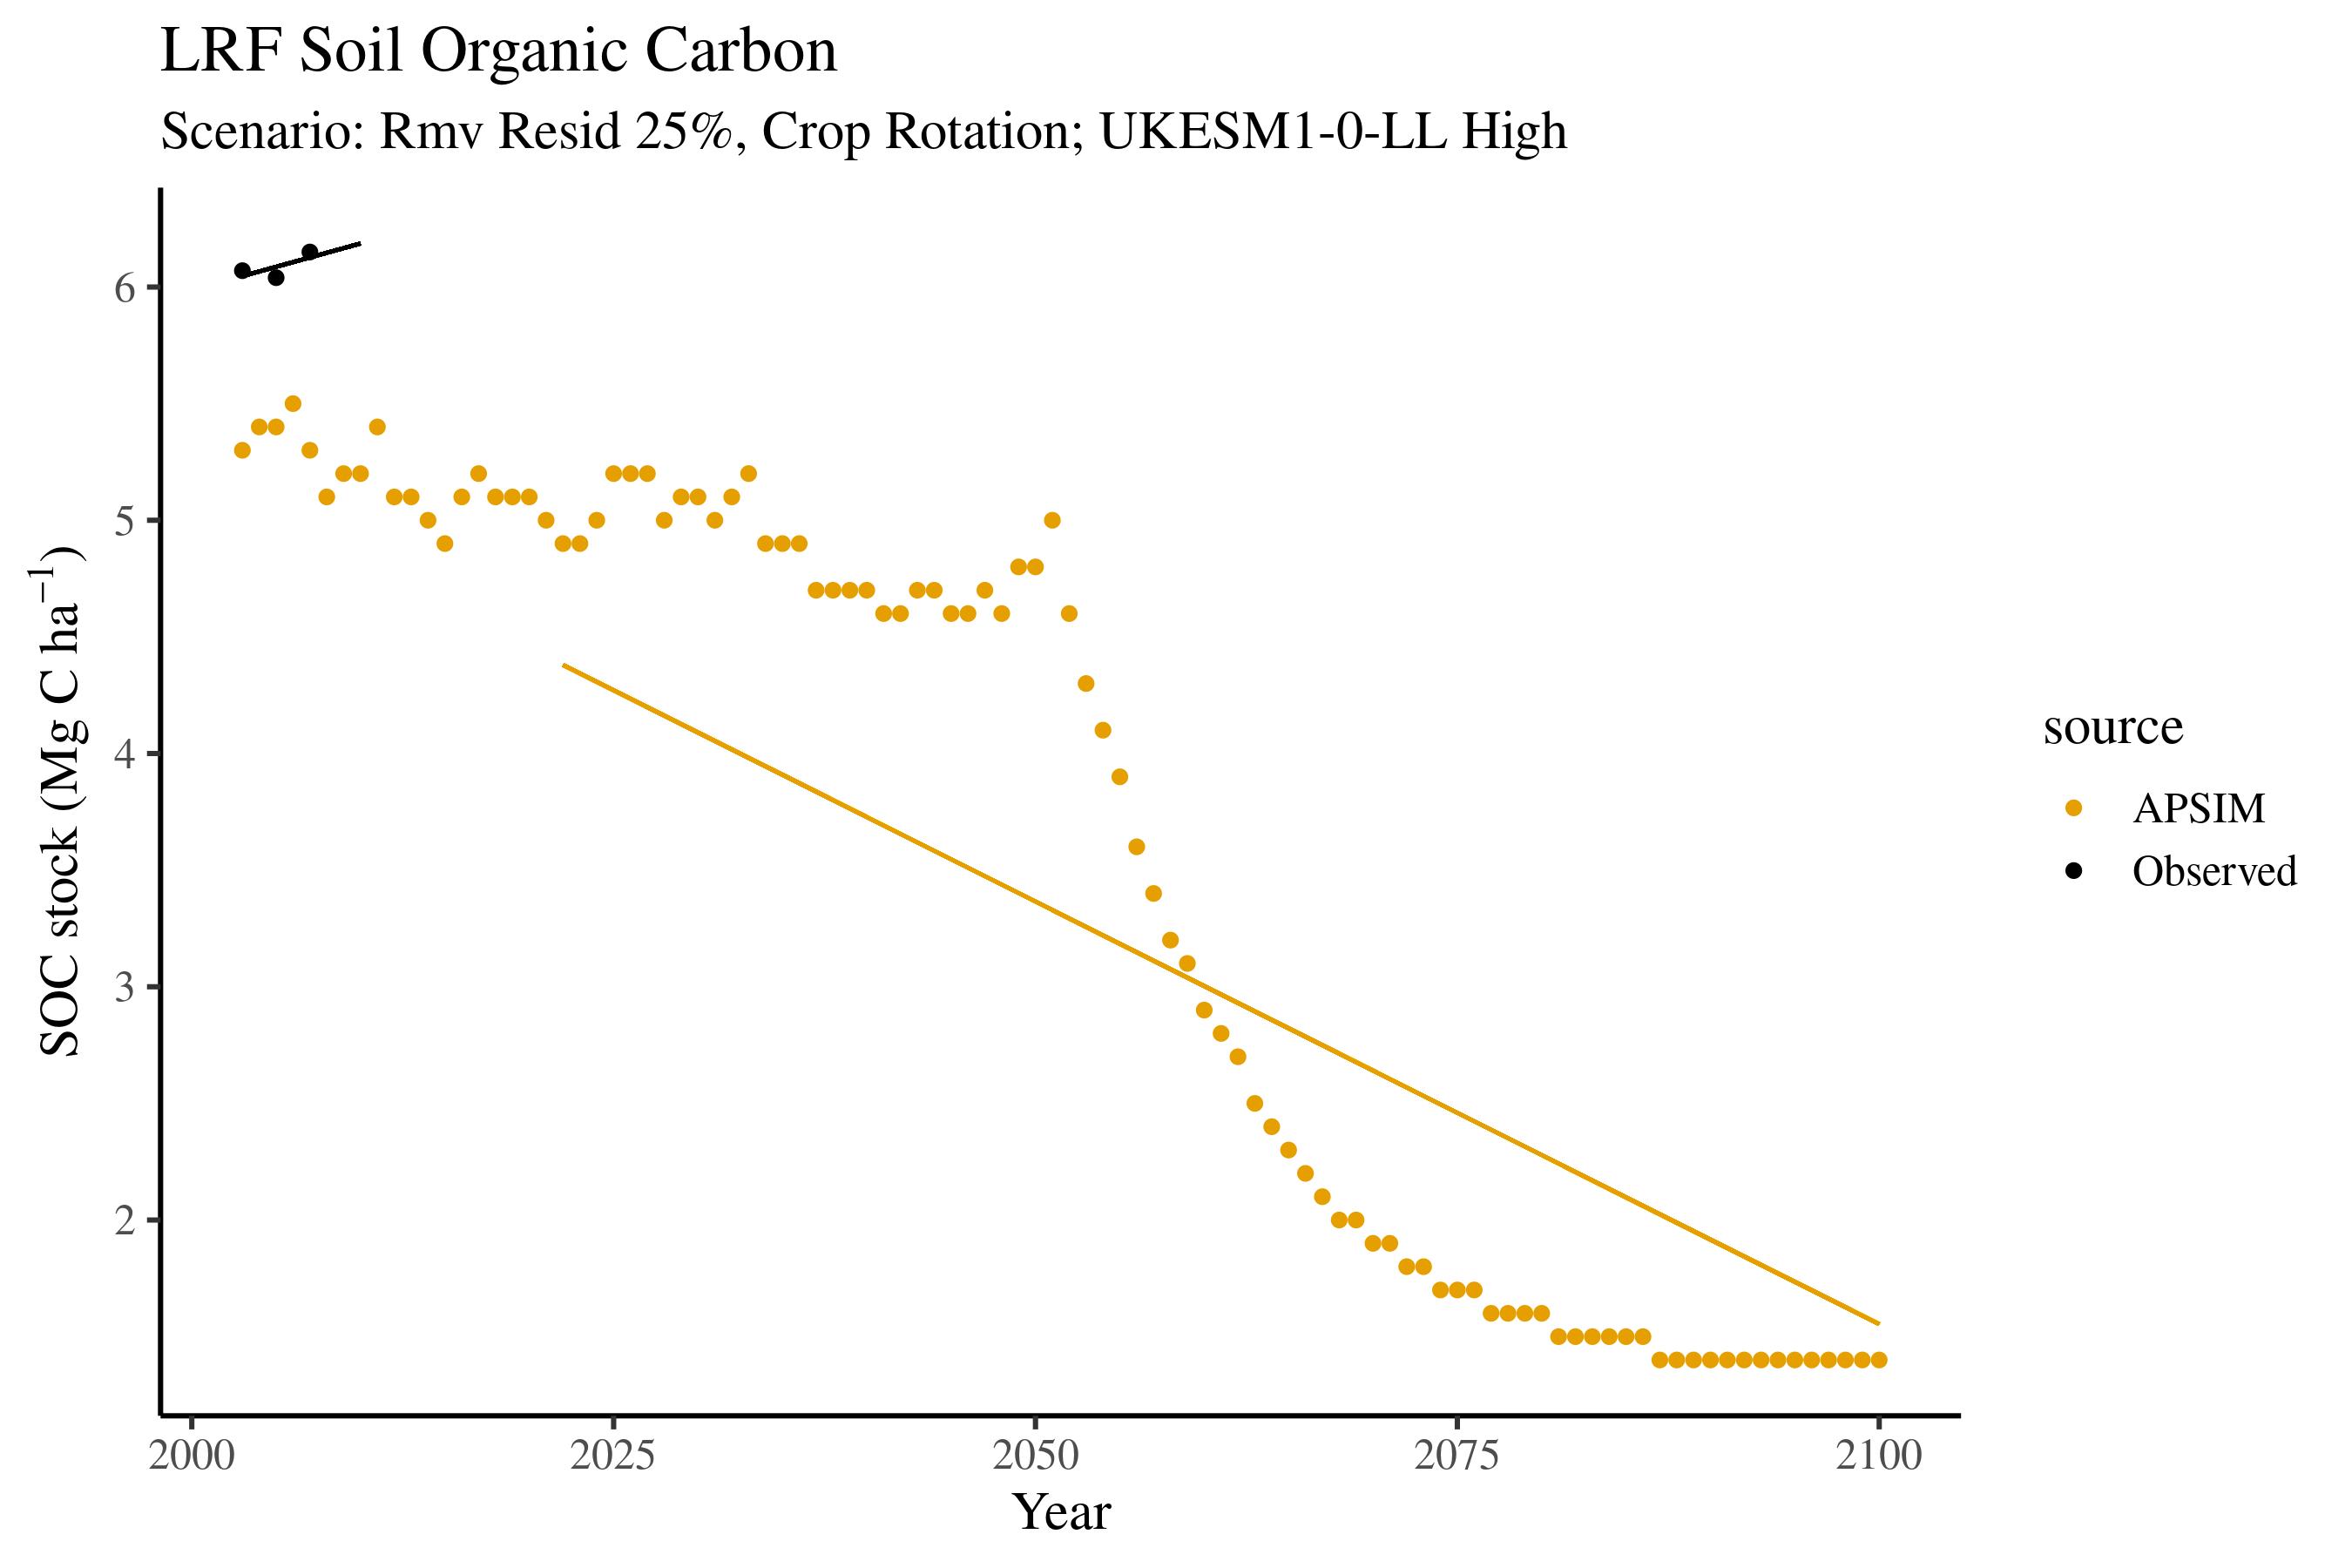 LRF Soil Organic Carbon
Scenario: Rmv Resid 25%, Crop Rotation; UKESM1-0-LL High
SOC stock (Mg C ha⁻¹)
6
5
4
3
2
2000
2025
2050
2075
2100
Year
source
APSIM
Observed